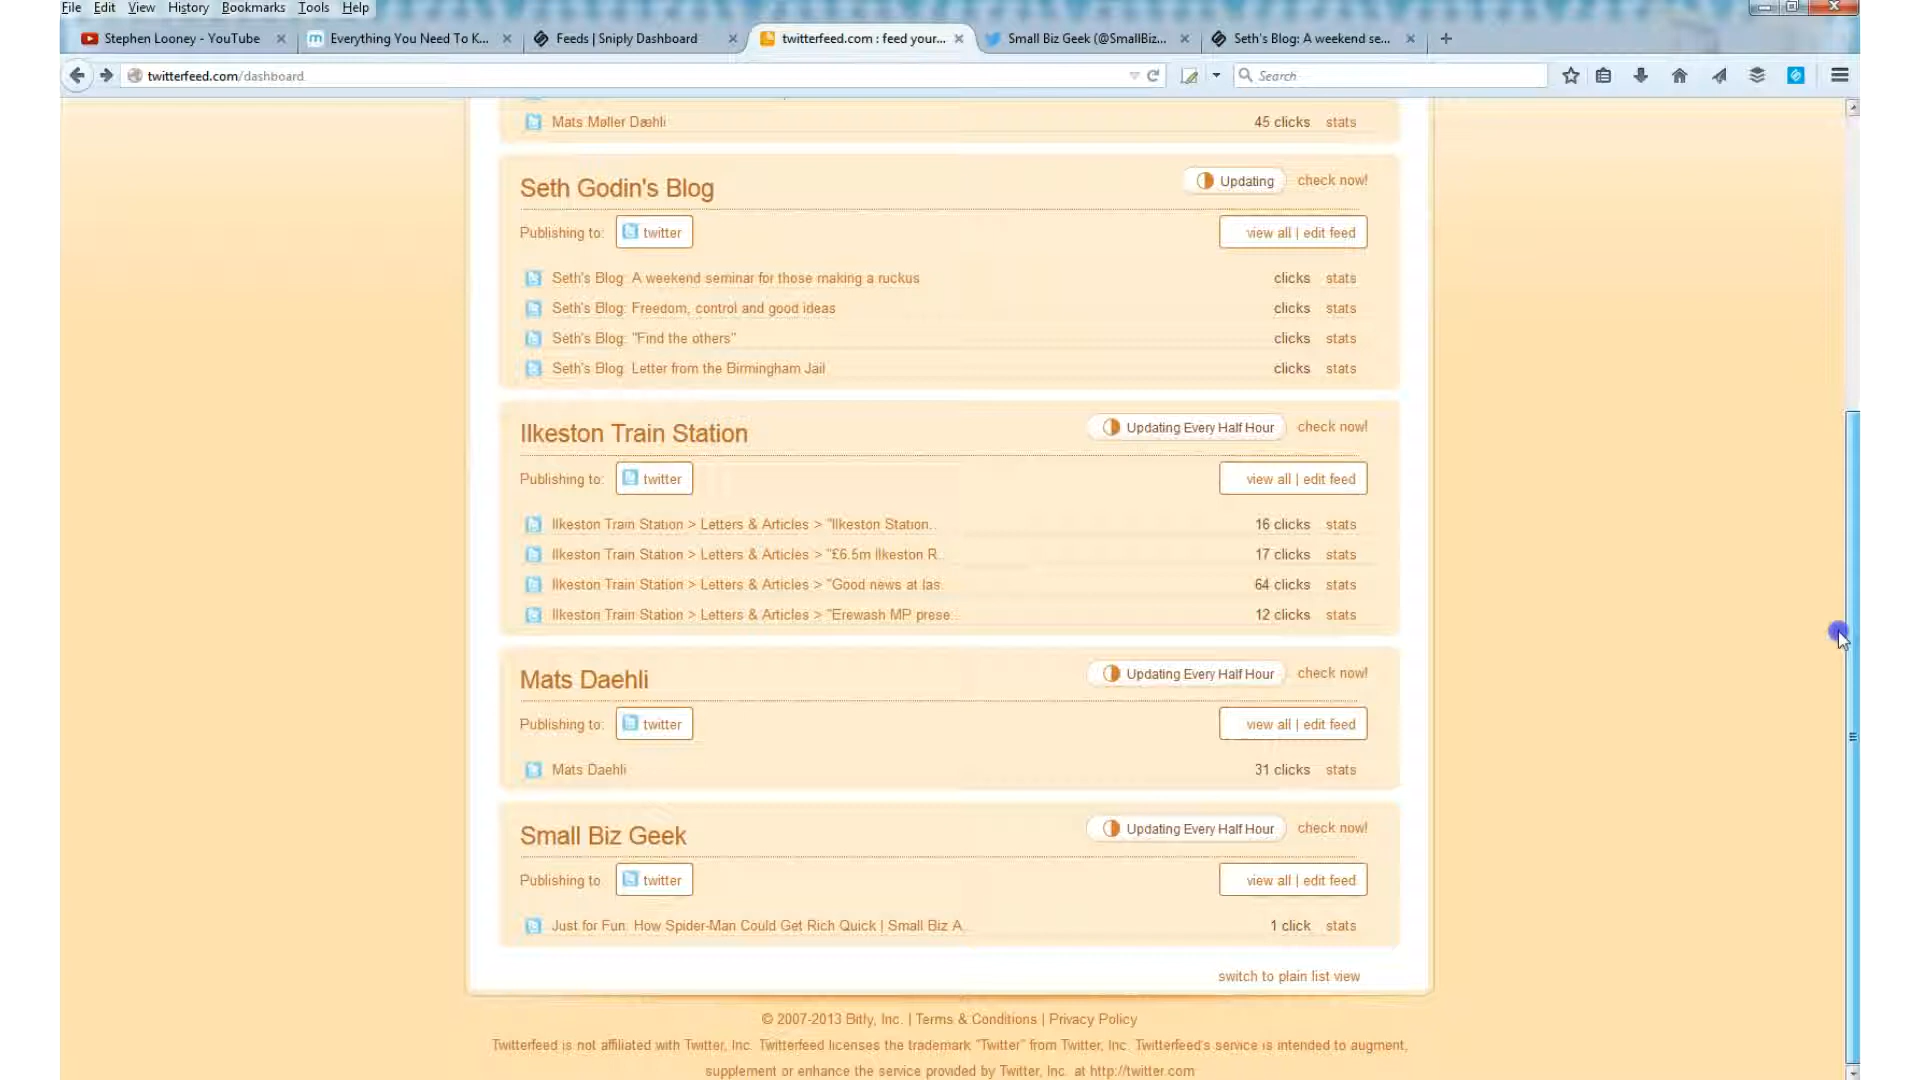 File Edit View History Bookmarks Tools Help
Stephen Looney - YouTube
Everything You Need To K...
Feeds | Sniply Dashboard
twitterfeed.com : feed your...
Small Biz Geek (@SmallBiz...
Seth's Blog: A weekend se...
twitterfeed.com/dashboard
Search
Mats Møller Dæhli 45 clicks stats
Seth Godin's Blog Updating check now!
Publishing to: twitter view all | edit feed
Seth's Blog: A weekend seminar for those making a ruckus clicks stats
Seth's Blog: Freedom, control and good ideas clicks stats
Seth's Blog: "Find the others" clicks stats
Seth's Blog: Letter from the Birmingham Jail clicks stats
Ilkeston Train Station Updating Every Half Hour check now!
Publishing to: twitter view all | edit feed
Ilkeston Train Station > Letters & Articles > "Ilkeston Station... 16 clicks stats
Ilkeston Train Station > Letters & Articles > "£6.5m Ilkeston R... 17 clicks stats
Ilkeston Train Station > Letters & Articles > "Good news at las... 64 clicks stats
Ilkeston Train Station > Letters & Articles > "Erewash MP prese... 12 clicks stats
Mats Daehli Updating Every Half Hour check now!
Publishing to: twitter view all | edit feed
Mats Daehli 31 clicks stats
Small Biz Geek Updating Every Half Hour check now!
Publishing to: twitter view all | edit feed
Just for Fun: How Spider-Man Could Get Rich Quick | Small Biz A... 1 click stats
switch to plain list view
© 2007-2013 Bitly, Inc. | Terms & Conditions | Privacy Policy
Twitterfeed is not affiliated with Twitter, Inc. Twitterfeed licenses the trademark "Twitter" from Twitter, Inc. Twitterfeed's service is intended to augment,
supplement or enhance the service provided by Twitter, Inc. at http://twitter.com